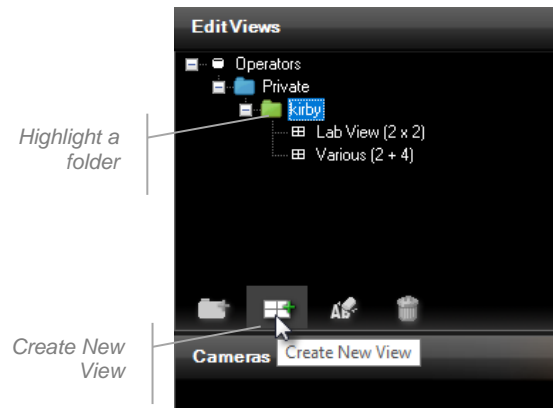 Edit Views
Operators
Private
kirby
Lab View (2 x 2)
Various (2 + 4)
Highlight a
folder
AB
Create New
View
Cameras
Create New View